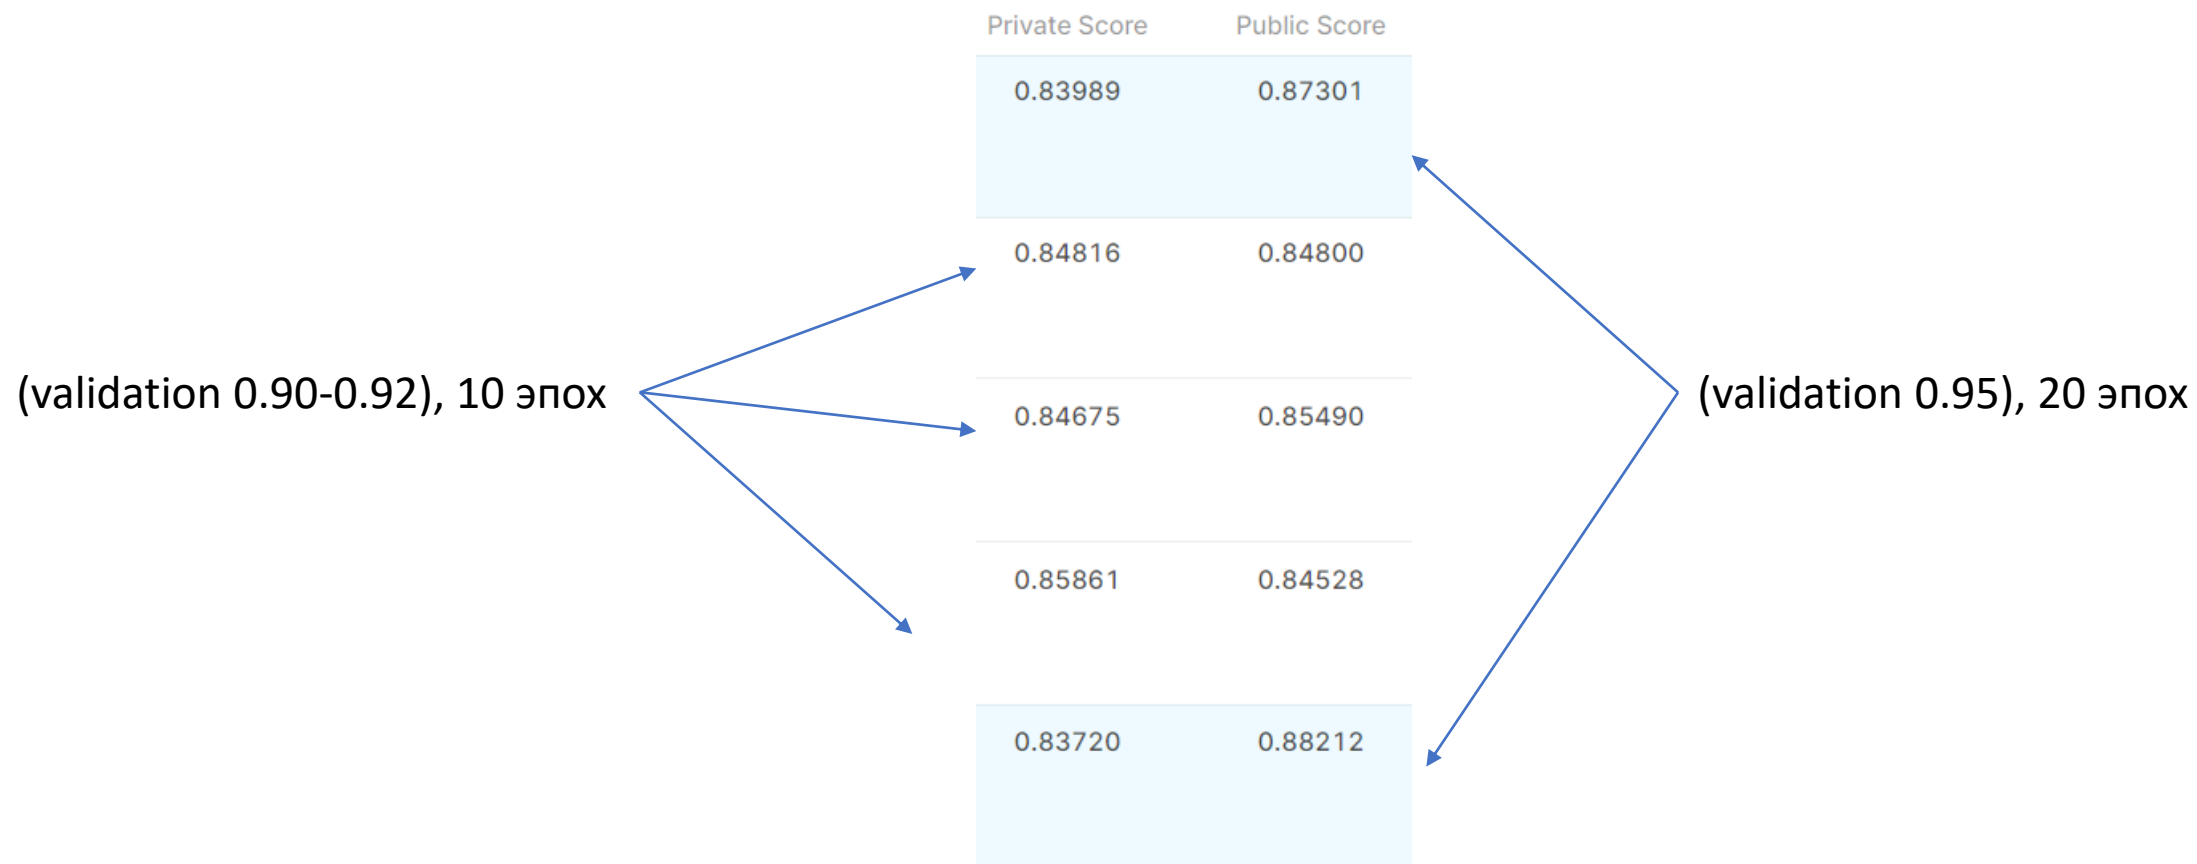 Private Score Public Score
0.83989 0.87301
0.84816 0.84800
(validation 0.90-0.92), 10 эпох
(validation 0.95), 20 эпох
0.84675 0.85490
0.85861 0.84528
0.83720 0.88212